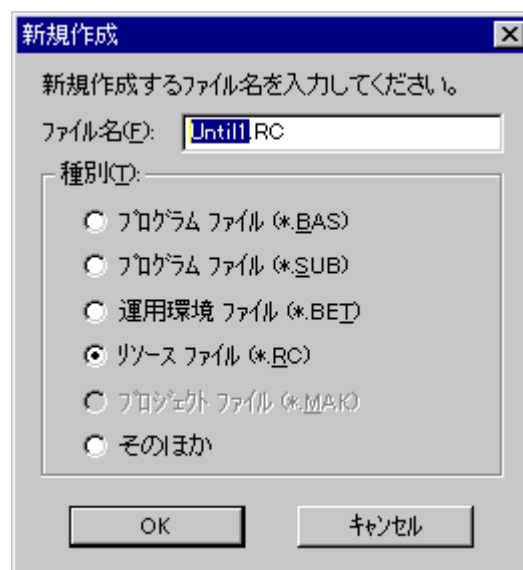 新規作成
新規作成するファイル名を入力してください。
ファイル名(F): Until1.RC
種別(T):
プログラム ファイル (*.BAS)
プログラム ファイル (*.SUB)
運用環境 ファイル (*.BET)
リソース ファイル (*.RC)
プロジェクト ファイル (*.MAK)
そのほか
OK キャンセル